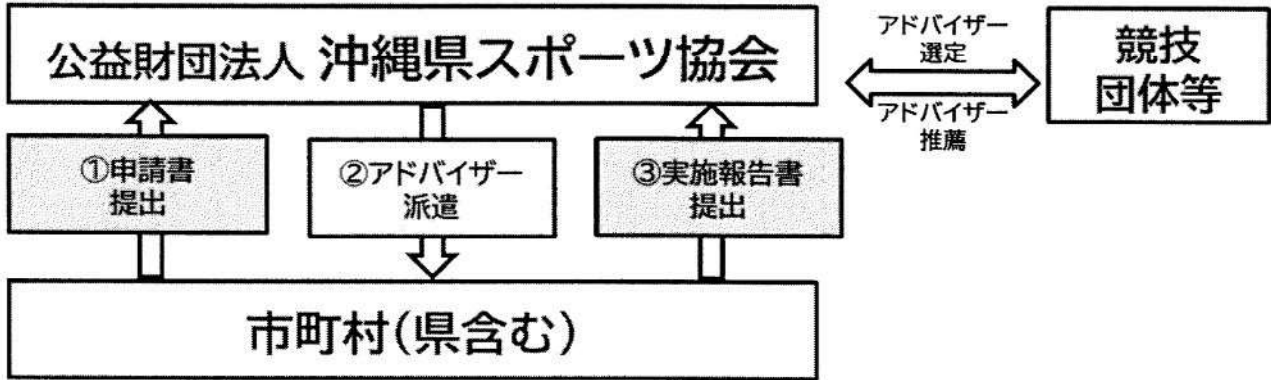 公益財団法人 沖縄県スポーツ協会
アドバイザー
選定
アドバイザー
推薦
競技
団体等
①申請書
提出
②アドバイザー
派遣
③実施報告書
提出
市町村(県含む)